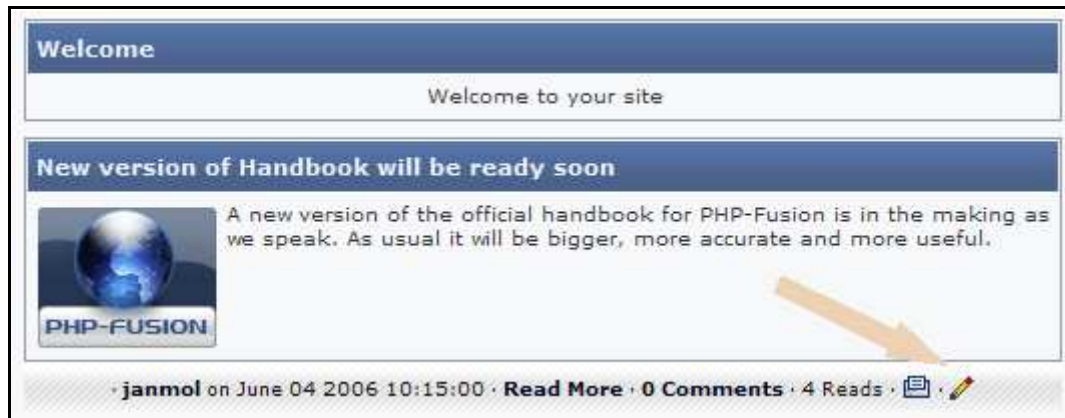 Welcome
Welcome to your site
New version of Handbook will be ready soon
A new version of the official handbook for PHP-Fusion is in the making as
we speak. As usual it will be bigger, more accurate and more useful.
PHP-FUSION
· janmol on June 04 2006 10:15:00 · Read More · 0 Comments · 4 Reads · ·